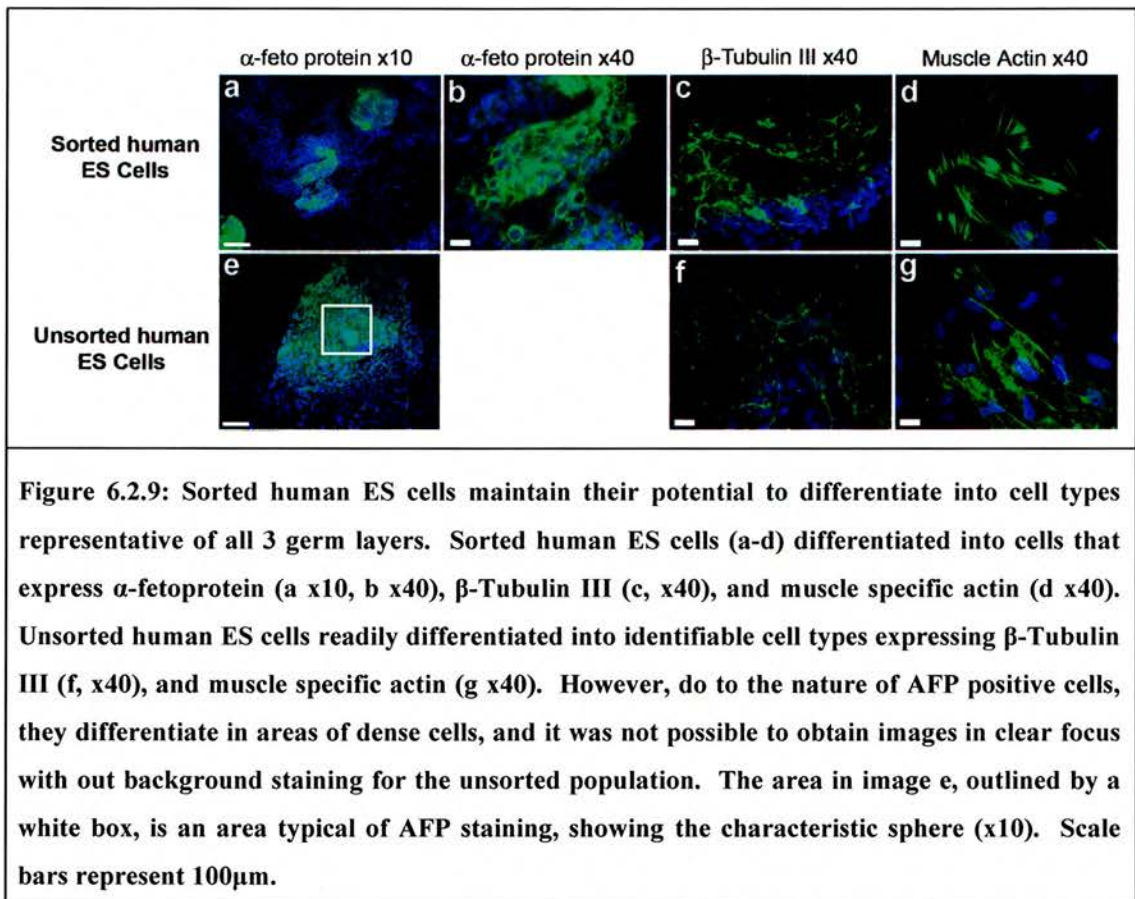 α-feto protein x10 α-feto protein x40 β-Tubulin III x40 Muscle Actin x40
a b c d
Sorted human
ES Cells
e f g
Unsorted human
ES Cells
Figure 6.2.9: Sorted human ES cells maintain their potential to differentiate into cell types
representative of all 3 germ layers. Sorted human ES cells (a-d) differentiated into cells that
express α-fetoprotein (a x10, b x40), β-Tubulin III (c, x40), and muscle specific actin (d x40).
Unsorted human ES cells readily differentiated into identifiable cell types expressing β-Tubulin
III (f, x40), and muscle specific actin (g x40). However, do to the nature of AFP positive cells,
they differentiate in areas of dense cells, and it was not possible to obtain images in clear focus
with out background staining for the unsorted population. The area in image e, outlined by a
white box, is an area typical of AFP staining, showing the characteristic sphere (x10). Scale
bars represent 100μm.